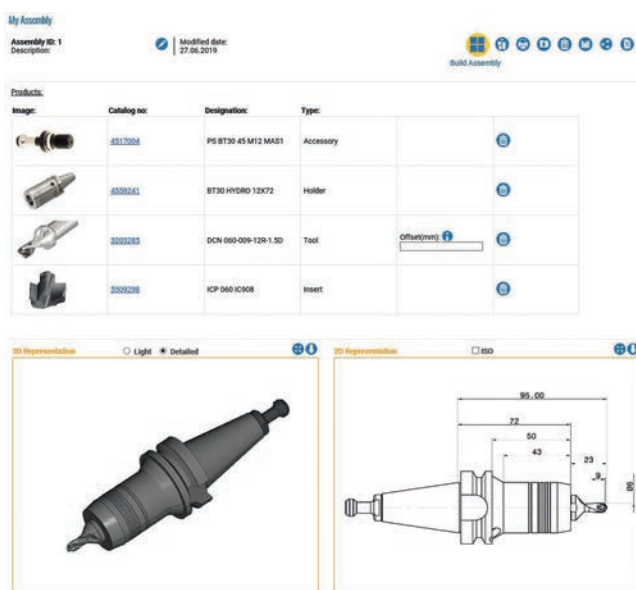 My Assembly
Assembly ID: 1
Description:
Modified date:
27.06.2019
Build Assembly
Products:
Image: Catalog no: Designation: Type:
4517004 PS BT30 45 M12 MAS1 Accessory
4559241 BT30 HYDRO 12X72 Holder
3203285 DCN 060-009-12R-1.5D Tool Offset(mm):
5509298 ICP 060 IC908 Insert
3D Representation Light Detailed
2D Representation ISO
95.00
72
50
43
23
9